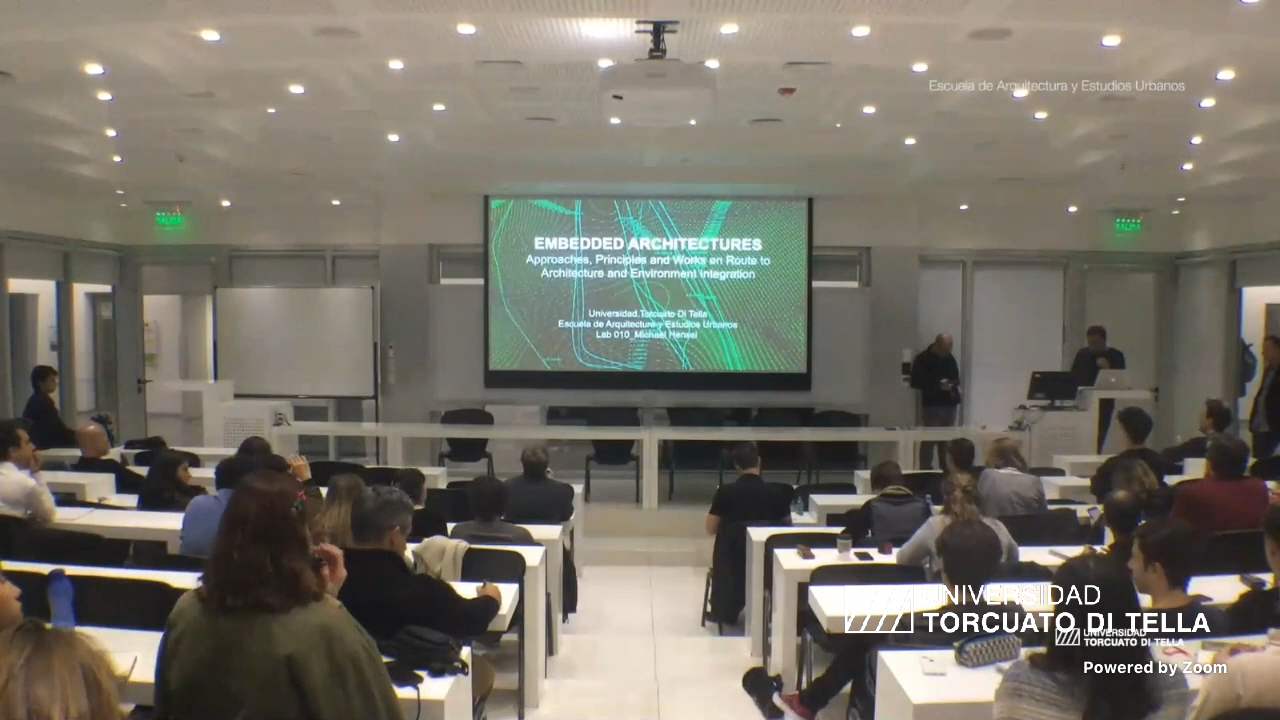 Escuela de Arquitectura y Estudios Urbanos
SALIDA
SALIDA
EMBEDDED ARCHITECTURES
Approaches, Principles and Works en Route to
Architecture and Environment Integration
Universidad Torcuato Di Tella
Escuela de Arquitectura y Estudios Urbanos
Lab 010_Michael Hensel
UNIVERSIDAD
TORCUATO DI TELLA
UNIVERSIDAD
TORCUATO DI TELLA
Powered by Zoom